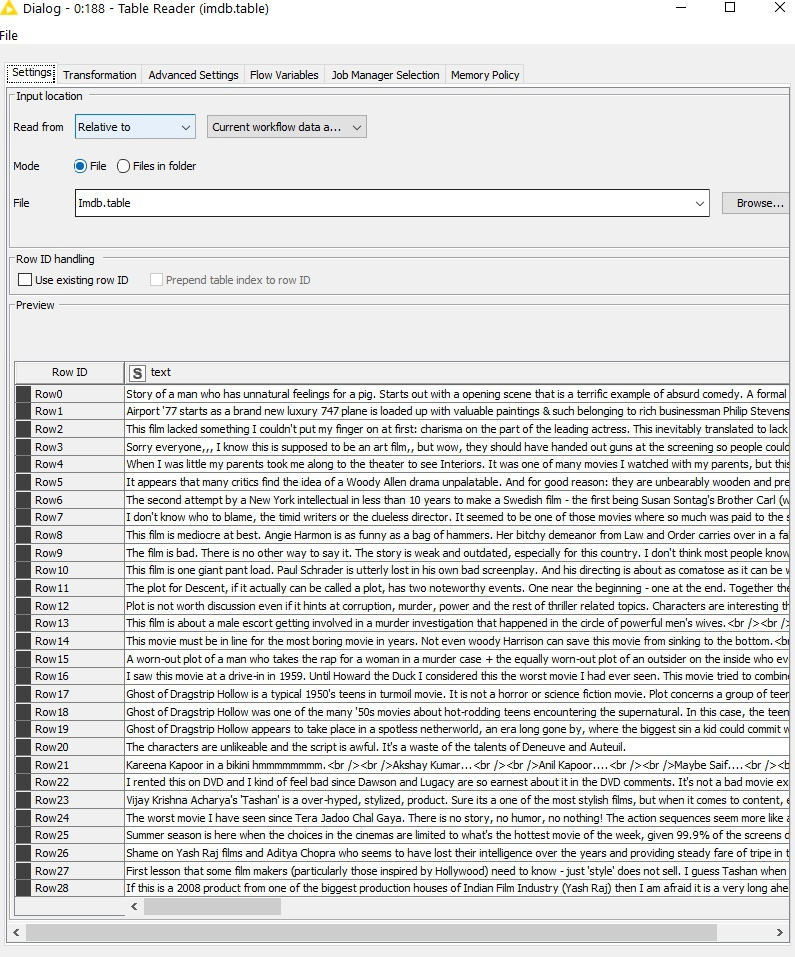 Dialog - 0:188 - Table Reader (imdb.table)
File
Settings Transformation Advanced Settings Flow Variables Job Manager Selection Memory Policy
Input location
Read from Relative to Current workflow data a...
Mode File Files in folder
File Imdb.table Browse...
Row ID handling
Use existing row ID Prepend table index to row ID
Preview
Row ID S text
Row0 Story of a man who has unnatural feelings for a pig. Starts out with a opening scene that is a terrific example of absurd comedy. A formal
Row1 Airport '77 starts as a brand new luxury 747 plane is loaded up with valuable paintings & such belonging to rich businessman Philip Stevens
Row2 This film lacked something I couldn't put my finger on at first: charisma on the part of the leading actress. This inevitably translated to lack
Row3 Sorry everyone,,, I know this is supposed to be an art film,, but wow, they should have handed out guns at the screening so people could
Row4 When I was little my parents took me along to the theater to see Interiors. It was one of many movies I watched with my parents, but this
Row5 It appears that many critics find the idea of a Woody Allen drama unpalatable. And for good reason: they are unbearably wooden and pre
Row6 The second attempt by a New York intellectual in less than 10 years to make a Swedish film - the first being Susan Sontag's Brother Carl (w
Row7 I don't know who to blame, the timid writers or the clueless director. It seemed to be one of those movies where so much was paid to the s
Row8 This film is mediocre at best. Angie Harmon is as funny as a bag of hammers. Her bitchy demeanor from Law and Order carries over in a fa
Row9 The film is bad. There is no other way to say it. The story is weak and outdated, especially for this country. I don't think most people know
Row10 This film is one giant pant load. Paul Schrader is utterly lost in his own bad screenplay. And his directing is about as comatose as it can be w
Row11 The plot for Descent, if it actually can be called a plot, has two noteworthy events. One near the beginning - one at the end. Together the
Row12 Plot is not worth discussion even if it hints at corruption, murder, power and the rest of thriller related topics. Characters are interesting th
Row13 This film is about a male escort getting involved in a murder investigation that happened in the circle of powerful men's wives.<br /><br />
Row14 This movie must be in line for the most boring movie in years. Not even woody Harrison can save this movie from sinking to the bottom.<b
Row15 A worn-out plot of a man who takes the rap for a woman in a murder case + the equally worn-out plot of an outsider on the inside who ev
Row16 I saw this movie at a drive-in in 1959. Until Howard the Duck I considered this the worst movie I had ever seen. This movie tried to combin
Row17 Ghost of Dragstrip Hollow is a typical 1950's teens in turmoil movie. It is not a horror or science fiction movie. Plot concerns a group of teen
Row18 Ghost of Dragstrip Hollow was one of the many '50s movies about hot-rodding teens encountering the supernatural. In this case, the teen
Row19 Ghost of Dragstrip Hollow appears to take place in a spotless netherworld, an era long gone by, where the biggest sin a kid could commit w
Row20 The characters are unlikeable and the script is awful. It's a waste of the talents of Deneuve and Auteuil.
Row21 Kareena Kapoor in a bikini hmmmmmmmm.<br /><br />Akshay Kumar...<br /><br />Anil Kapoor....<br /><br />Maybe Saif....<br /><b
Row22 I rented this on DVD and I kind of feel bad since Dawson and Lugacy are so earnest about it in the DVD comments. It's not a bad movie ex
Row23 Vijay Krishna Acharya's 'Tashan' is a over-hyped, stylized, product. Sure its a one of the most stylish films, but when it comes to content, e
Row24 The worst movie I have seen since Tera Jadoo Chal Gaya. There is no story, no humor, no nothing! The action sequences seem more like a
Row25 Summer season is here when the choices in the cinemas are limited to what's the hottest movie of the week, given 99.9% of the screens d
Row26 Shame on Yash Raj films and Aditya Chopra who seems to have lost their intelligence over the years and providing steady fare of tripe in t
Row27 First lesson that some film makers (particularly those inspired by Hollywood) need to know - just 'style' does not sell. I guess Tashan when
Row28 If this is a 2008 product from one of the biggest production houses of Indian Film Industry (Yash Raj) then I am afraid it is a very long ahe